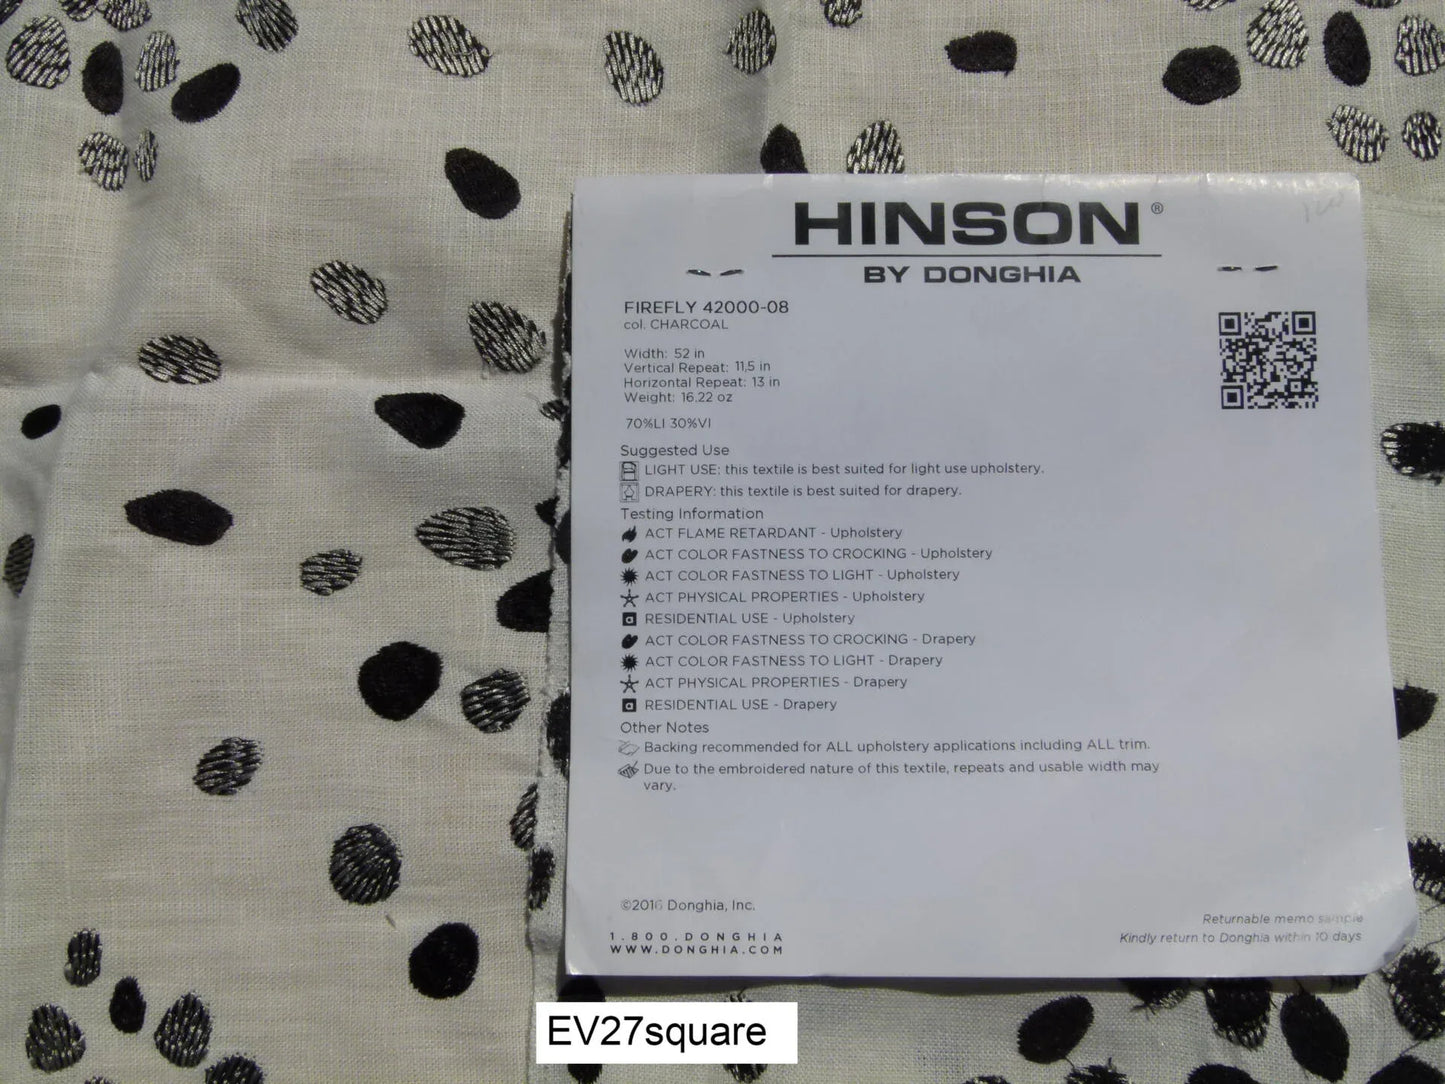 HINSON®
BY DONGHIA
FIREFLY 42000-08
col. CHARCOAL
Width: 52 in
Vertical Repeat: 11,5 in
Horizontal Repeat: 13 in
Weight: 16.22 oz
70%LI 30%VI
Suggested Use
LIGHT USE: this textile is best suited for light use upholstery.
DRAPERY: this textile is best suited for drapery.
Testing Information
ACT FLAME RETARDANT - Upholstery
ACT COLOR FASTNESS TO CROCKING - Upholstery
ACT COLOR FASTNESS TO LIGHT - Upholstery
ACT PHYSICAL PROPERTIES - Upholstery
a RESIDENTIAL USE - Upholstery
ACT COLOR FASTNESS TO CROCKING - Drapery
ACT COLOR FASTNESS TO LIGHT - Drapery
ACT PHYSICAL PROPERTIES - Drapery
a RESIDENTIAL USE - Drapery
Other Notes
Backing recommended for ALL upholstery applications including ALL trim.
Due to the embroidered nature of this textile, repeats and usable width may
vary.
©2016 Donghia, Inc.
1.800.DONGHIA
WWW.DONGHIA.COM
Returnable memo sample
Kindly return to Donghia within 10 days
EV27square